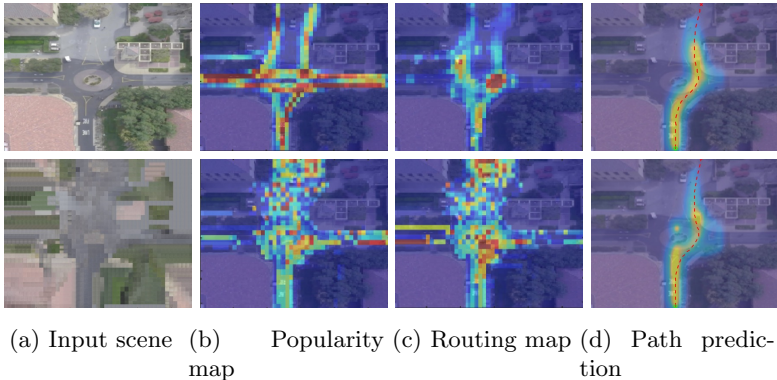 (a) Input scene (b) Popularity map (c) Routing map (d) Path predic-
tion